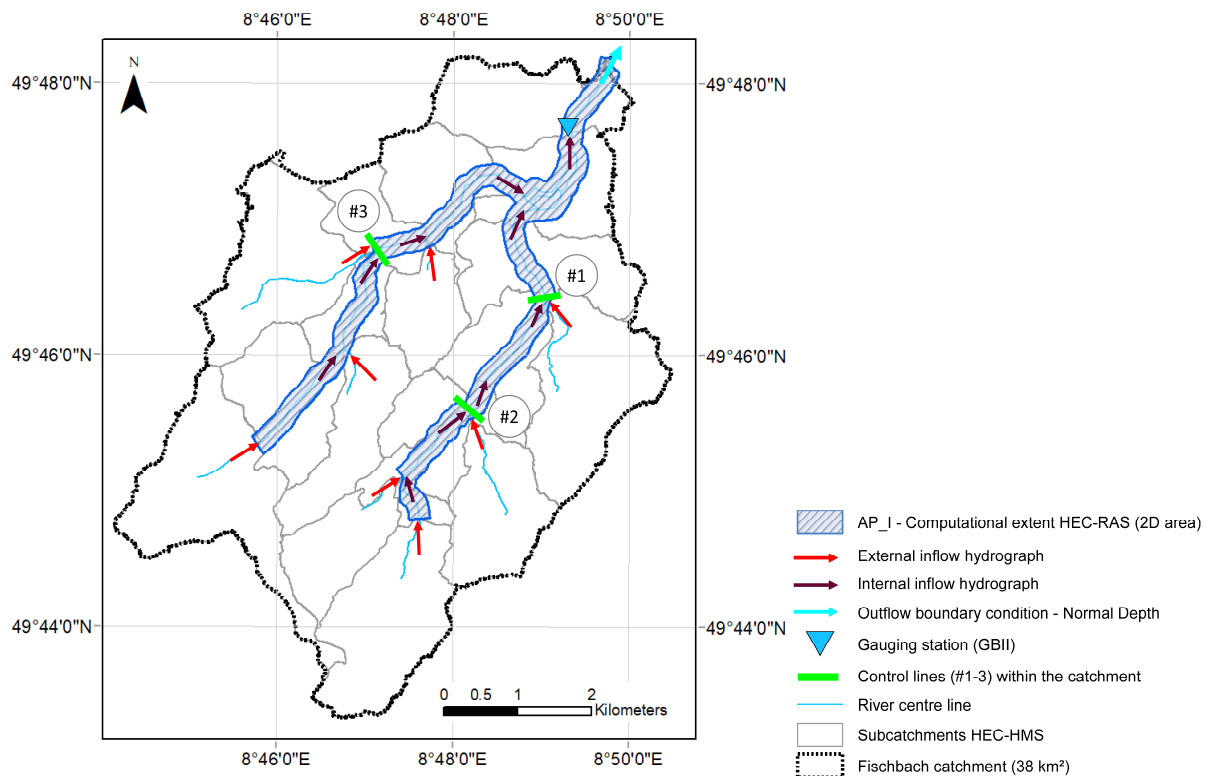 8°46'0"E
8°48'0"E
8°50'0"E
49°48'0"N
N
49°48'0"N
#3
#1
49°46'0"N
49°46'0"N
#2
AP_I - Computational extent HEC-RAS (2D area)
External inflow hydrograph
Internal inflow hydrograph
Outflow boundary condition - Normal Depth
49°44'0"N
49°44'0"N
Gauging station (GBII)
Control lines (#1-3) within the catchment
0 0.5 1 2
Kilometers
River centre line
Subcatchments HEC-HMS
8°46'0"E
8°48'0"E
8°50'0"E
Fischbach catchment (38 km²)